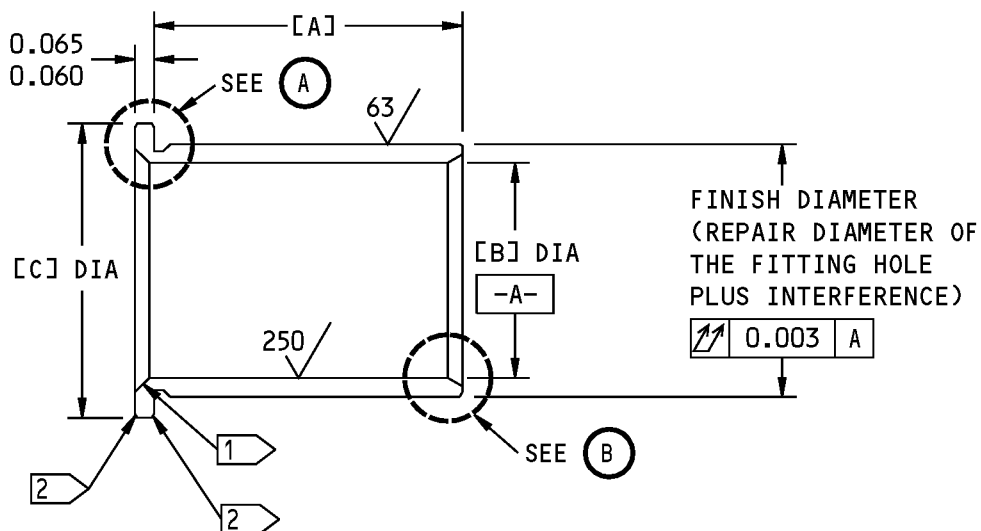 [A]
0.065
0.060
SEE A
63
FINISH DIAMETER
(REPAIR DIAMETER OF
THE FITTING HOLE
PLUS INTERFERENCE)
[C] DIA
[B] DIA
-A-
250
0.003 A
1
SEE B
2
2